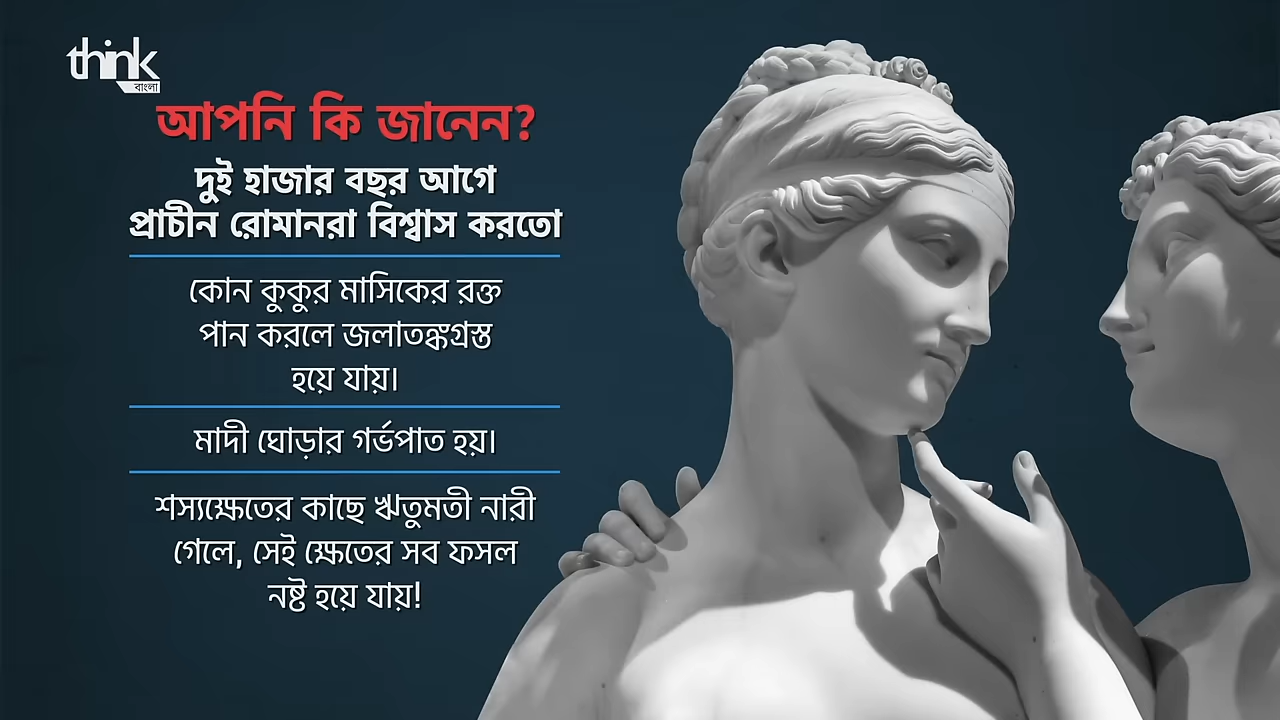 think
বাংলা
আপনি কি জানেন?
দুই হাজার বছর আগে
প্রাচীন রোমানরা বিশ্বাস করতো
কোন কুকুর মাসিকের রক্ত
পান করলে জলাতঙ্কগ্রস্ত
হয়ে যায়।
মাদী ঘোড়ার গর্ভপাত হয়।
শস্যক্ষেতের কাছে ঋতুমতী নারী
গেলে, সেই ক্ষেতের সব ফসল
নষ্ট হয়ে যায়!